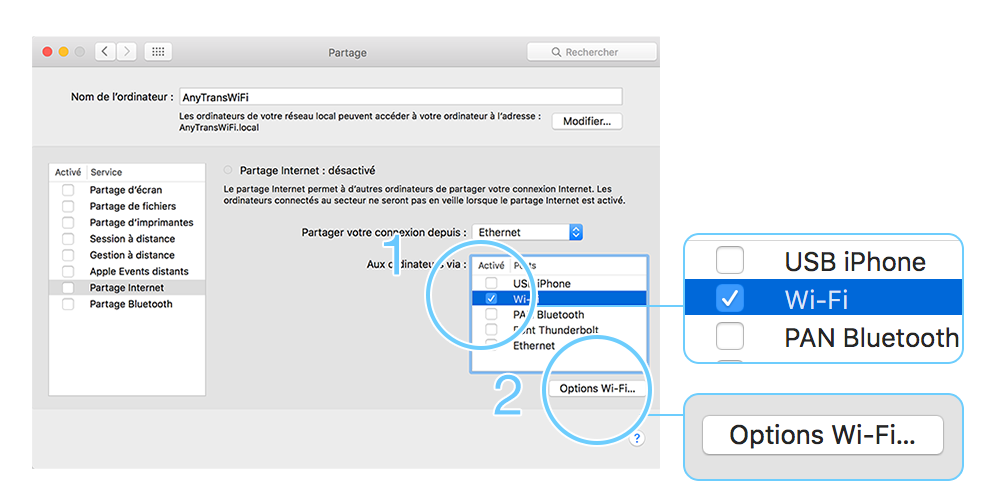 Partage
Rechercher
Nom de l'ordinateur :
AnyTransWiFi
Les ordinateurs de votre réseau local peuvent accéder à votre ordinateur à l'adresse :
AnyTransWiFi.local
Modifier...
Activé Service
Partage d'écran
Partage de fichiers
Partage d'imprimantes
Session à distance
Gestion à distance
Apple Events distants
Partage Internet
Partage Bluetooth
Partage Internet : désactivé
Le partage Internet permet à d'autres ordinateurs de partager votre connexion Internet. Les
ordinateurs connectés au secteur ne seront pas en veille lorsque le partage Internet est activé.
Partager votre connexion depuis : Ethernet
1
Aux ordinateurs via :
Activé Ports
USB iPhone
Wi-Fi
PAN Bluetooth
Pont Thunderbolt
Ethernet
2
Options Wi-Fi...
?
USB iPhone
Wi-Fi
PAN Bluetooth
Options Wi-Fi...